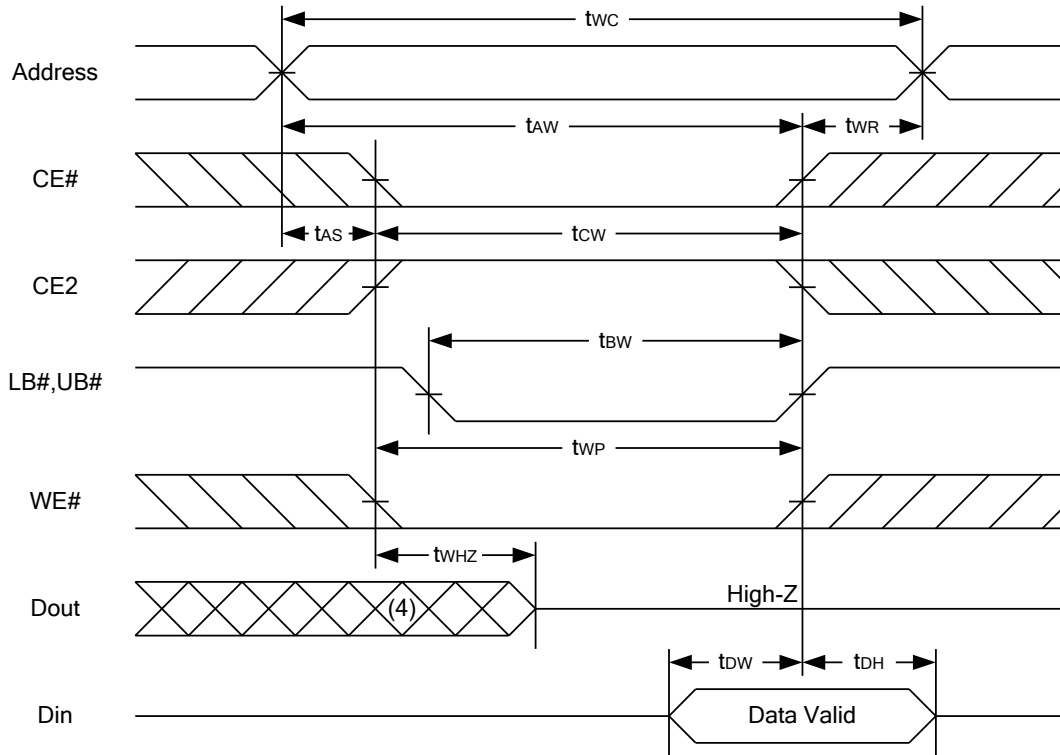 tWC
Address
tAW
tWR
CE#
tAS
tCW
CE2
tBW
LB#,UB#
tWP
WE#
tWHZ
Dout
(4)
High-Z
tDW
tDH
Din
Data Valid